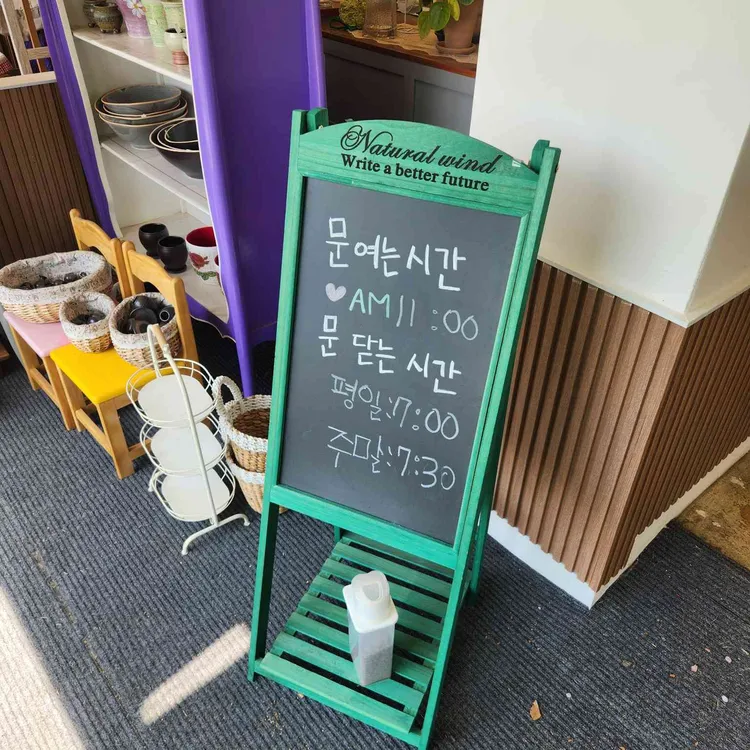 Natural wind
Write a better future
문 여는 시간
AM 11:00
문 닫는 시간
평일:7:00
주말:7:30